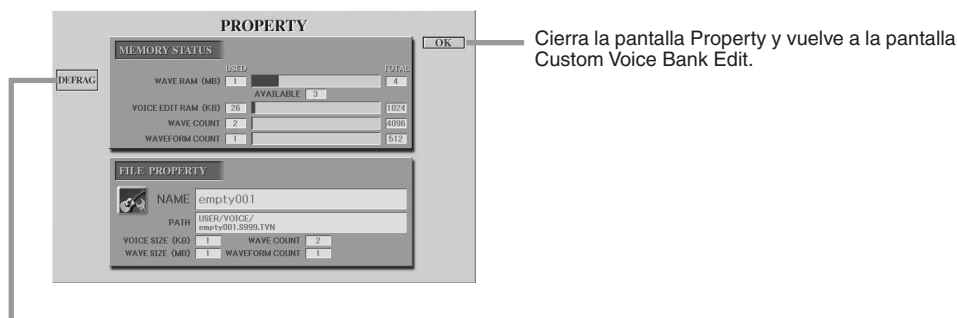 PROPERTY
OK
Cierra la pantalla Property y vuelve a la pantalla
Custom Voice Bank Edit.
DEFRAG
MEMORY STATUS
USED TOTAL
WAVE RAM (MB) 1 4
AVAILABLE 3
VOICE EDIT RAM (KB) 26 1024
WAVE COUNT 2 4096
WAVEFORM COUNT 1 512
FILE PROPERTY
NAME empty001
PATH USER/VOICE/
empty001.S999.TVN
VOICE SIZE (KB) 1 WAVE COUNT 2
WAVE SIZE (MB) 1 WAVEFORM COUNT 1